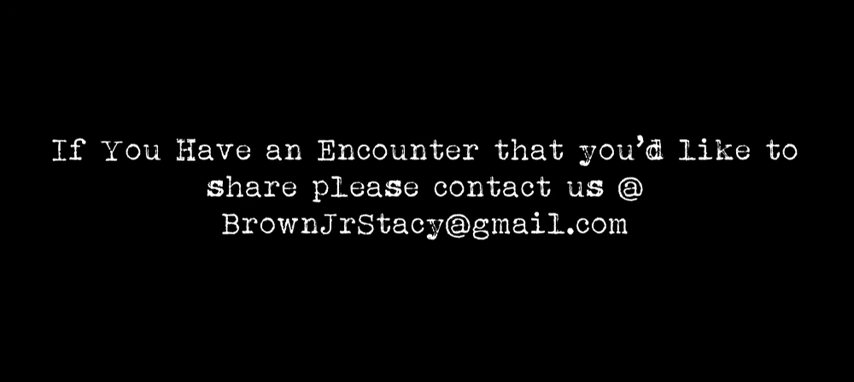 If You Have an Encounter that you'd like to
share please contact us @
BrownJrStacy@gmail.com